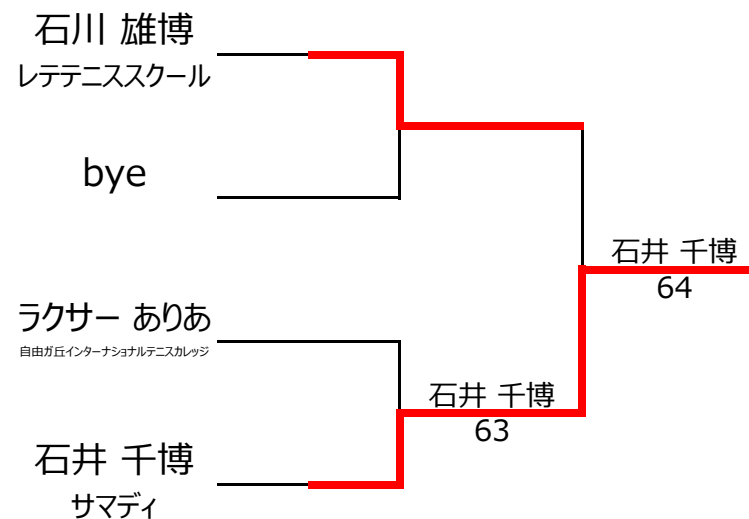 石川 雄博
レテテニススクール
bye
ラクサー ありあ
自由ガ丘インターナショナルテニスカレッジ
石井 千博
サマディ
石井 千博
63
石井 千博
64